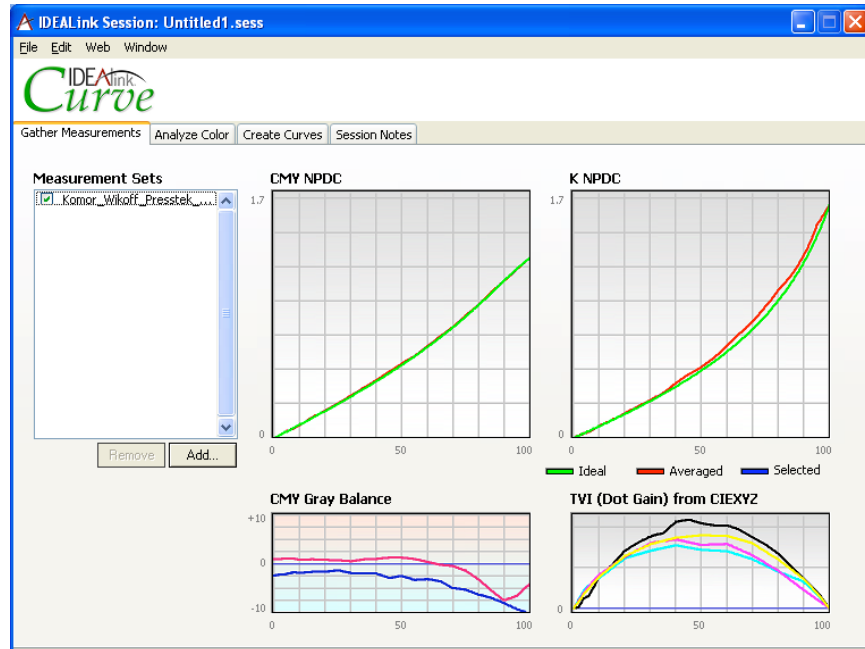 IDEALink Session: Untitled1.sess
File Edit Web Window
IDEAlink
Curve
Gather Measurements Analyze Color Create Curves Session Notes
Measurement Sets
Komor_Wikoff_Presstek_...
Remove Add...
CMY NPDC
1.7
0
0 50 100
K NPDC
1.7
0
0 50 100
Ideal Averaged Selected
CMY Gray Balance
+10
0
-10
0 50 100
TVI (Dot Gain) from CIEXYZ
0
0 50 100